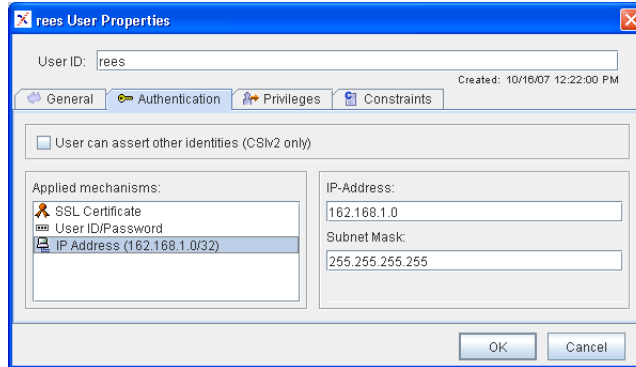 rees User Properties
User ID: rees
Created: 10/16/07 12:22:00 PM
General Authentication Privileges Constraints
User can assert other identities (CSIv2 only)
Applied mechanisms:
SSL Certificate
User ID/Password
IP Address (162.168.1.0/32)
IP-Address:
162.168.1.0
Subnet Mask:
255.255.255.255
OK Cancel